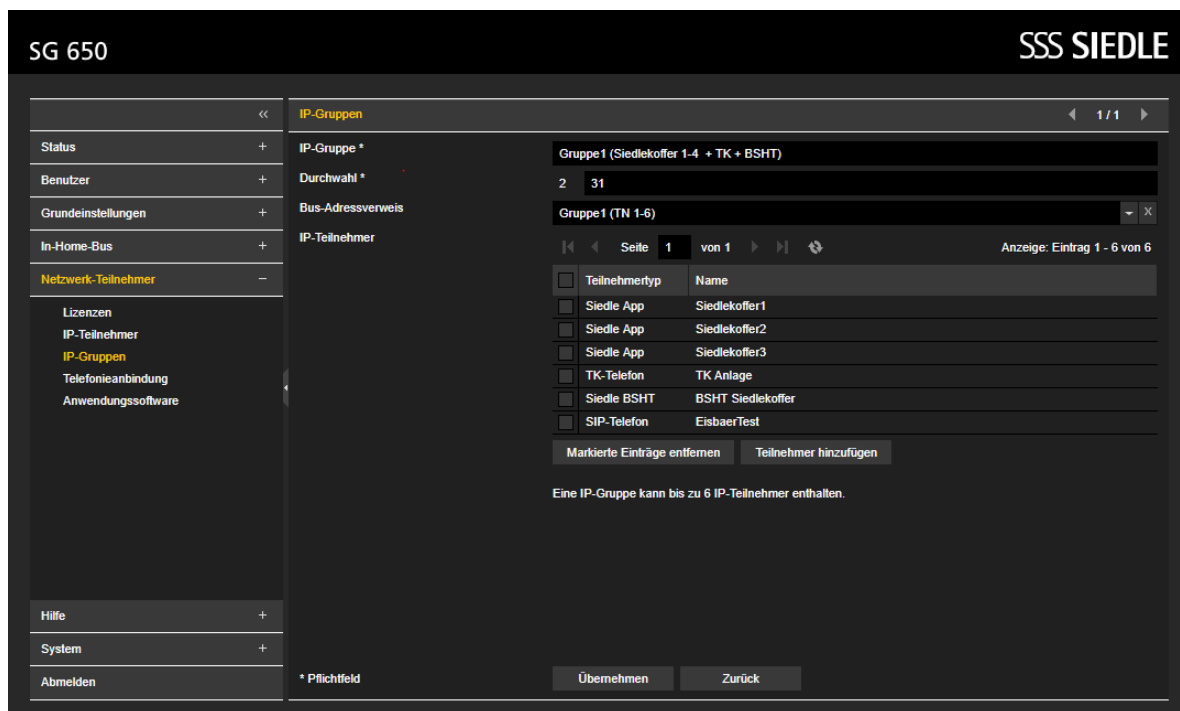 SG 650
SSS SIEDLE
«
Status +
Benutzer +
Grundeinstellungen +
In-Home-Bus +
Netzwerk-Teilnehmer –
Lizenzen
IP-Teilnehmer
IP-Gruppen
Telefonieanbindung
Anwendungssoftware
Hilfe +
System +
Abmelden
IP-Gruppen 1 / 1
IP-Gruppe * Gruppe1 (Siedlekoffer 1-4 + TK + BSHT)
Durchwahl * 2 31
Bus-Adressverweis Gruppe1 (TN 1-6) X
IP-Teilnehmer Seite 1 von 1 Anzeige: Eintrag 1 - 6 von 6
Teilnehmertyp Name
Siedle App Siedlekoffer1
Siedle App Siedlekoffer2
Siedle App Siedlekoffer3
TK-Telefon TK Anlage
Siedle BSHT BSHT Siedlekoffer
SIP-Telefon EisbaerTest
Markierte Einträge entfernen Teilnehmer hinzufügen
Eine IP-Gruppe kann bis zu 6 IP-Teilnehmer enthalten.
* Pflichtfeld Übernehmen Zurück